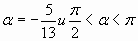 α = − 5/13 и π/2 < α < π